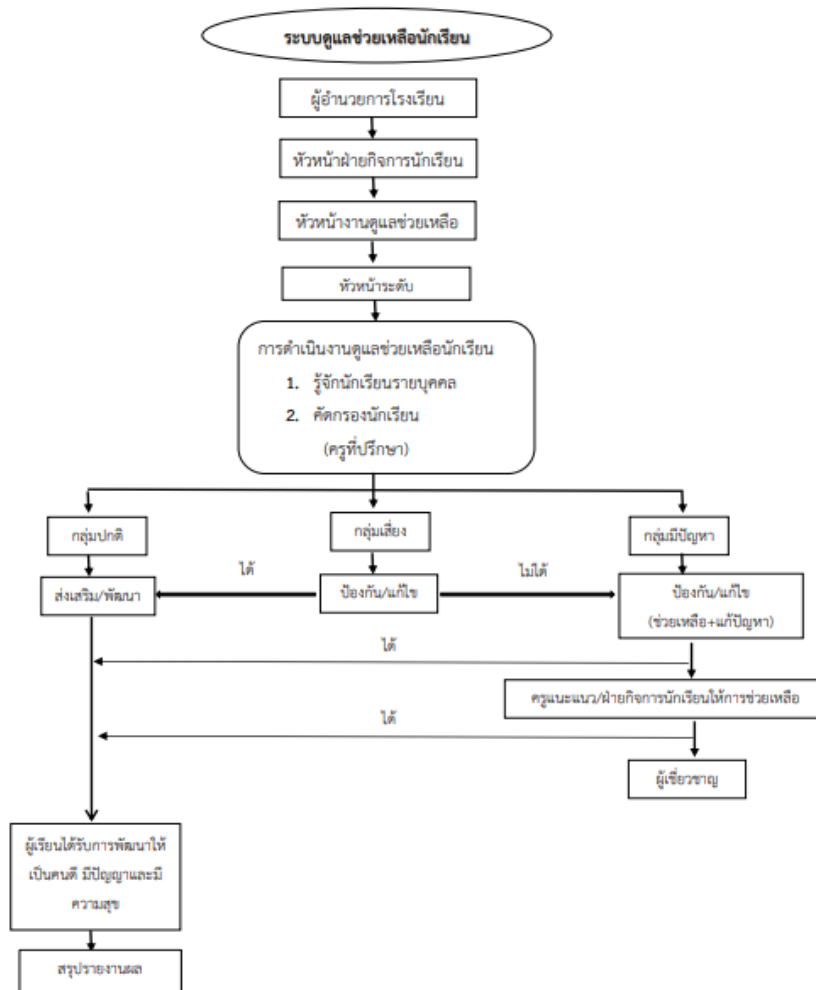 ระบบดูแลช่วยเหลือนักเรียน
ผู้อำนวยการโรงเรียน
หัวหน้าฝ่ายกิจการนักเรียน
หัวหน้างานดูแลช่วยเหลือ
หัวหน้าระดับ
การดำเนินงานดูแลช่วยเหลือนักเรียน
1. รู้จักนักเรียนรายบุคคล
2. คัดกรองนักเรียน
(ครูที่ปรึกษา)
กลุ่มปกติ
กลุ่มเสี่ยง
กลุ่มมีปัญหา
ส่งเสริม/พัฒนา
ได้
ป้องกัน/แก้ไข
ไม่ได้
ป้องกัน/แก้ไข
(ช่วยเหลือ+แก้ปัญหา)
ได้
ครูแนะแนว/ฝ่ายกิจการนักเรียนให้การช่วยเหลือ
ได้
ผู้เชี่ยวชาญ
ผู้เรียนได้รับการพัฒนาให้
เป็นคนดี มีปัญญาและมี
ความสุข
สรุปรายงานผล